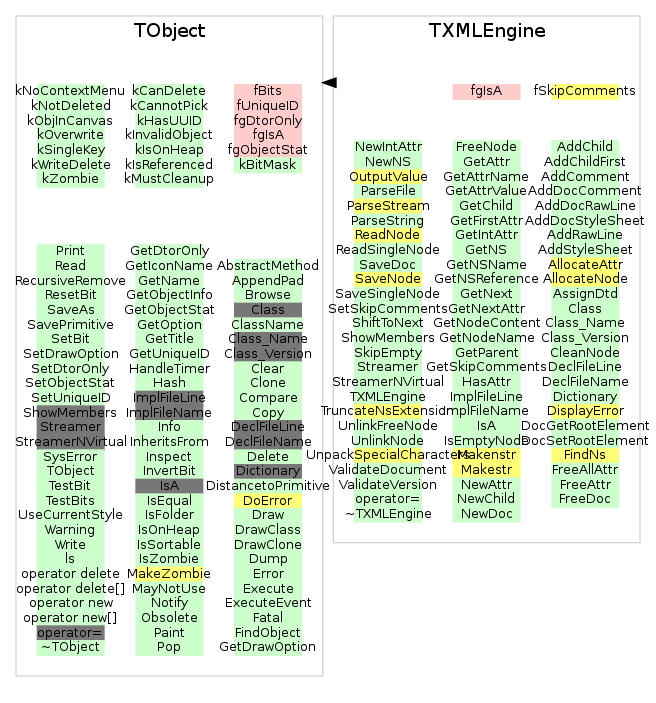 TObject
kNoContextMenu
kNotDeleted
kObjInCanvas
kOverwrite
kSingleKey
kWriteDelete
kZombie
kCanDelete
kCannotPick
kHasUUID
kInvalidObject
kIsOnHeap
kIsReferenced
kMustCleanup
fBits
fUniqueID
fgDtorOnly
fgIsA
fgObjectStat
kBitMask
Print
Read
RecursiveRemove
ResetBit
SaveAs
SavePrimitive
SetBit
SetDrawOption
SetDtorOnly
SetObjectStat
SetUniqueID
ShowMembers
Streamer
StreamerNVirtual
SysError
TObject
TestBit
TestBits
UseCurrentStyle
Warning
Write
ls
operator delete
operator delete[]
operator new
operator new[]
operator=
~TObject
GetDtorOnly
GetIconName
GetName
GetObjectInfo
GetObjectStat
GetOption
GetTitle
GetUniqueID
HandleTimer
Hash
ImplFileLine
ImplFileName
Info
InheritsFrom
Inspect
InvertBit
IsA
IsEqual
IsFolder
IsOnHeap
IsSortable
IsZombie
MakeZombie
MayNotUse
Notify
Obsolete
Paint
Pop
AbstractMethod
AppendPad
Browse
Class
ClassName
Class_Name
Class_Version
Clear
Clone
Compare
Copy
DeclFileLine
DeclFileName
Delete
Dictionary
DistancetoPrimitive
DoError
Draw
DrawClass
DrawClone
Dump
Error
Execute
ExecuteEvent
Fatal
FindObject
GetDrawOption
TXMLEngine
fgIsA
fSkipComments
NewIntAttr
NewNS
OutputValue
ParseFile
ParseStream
ParseString
ReadNode
ReadSingleNode
SaveDoc
SaveNode
SaveSingleNode
SetSkipComments
ShiftToNext
ShowMembers
SkipEmpty
Streamer
StreamerNVirtual
TXMLEngine
TruncateNsExtension
UnlinkFreeNode
UnlinkNode
UnpackSpecialCharacters
ValidateDocument
ValidateVersion
operator=
~TXMLEngine
FreeNode
GetAttr
GetAttrName
GetAttrValue
GetChild
GetFirstAttr
GetIntAttr
GetNS
GetNSName
GetNSReference
GetNext
GetNextAttr
GetNodeContent
GetNodeName
GetParent
GetSkipComments
HasAttr
ImplFileLine
ImplFileName
IsA
IsEmptyNode
Makenstr
Makestr
NewAttr
NewChild
NewDoc
AddChild
AddChildFirst
AddComment
AddDocComment
AddDocRawLine
AddDocStyleSheet
AddRawLine
AddStyleSheet
AllocateAttr
AllocateNode
AssignDtd
Class
Class_Name
Class_Version
CleanNode
DeclFileLine
DeclFileName
Dictionary
DisplayError
DocGetRootElement
DocSetRootElement
FindNs
FreeAllAttr
FreeAttr
FreeDoc